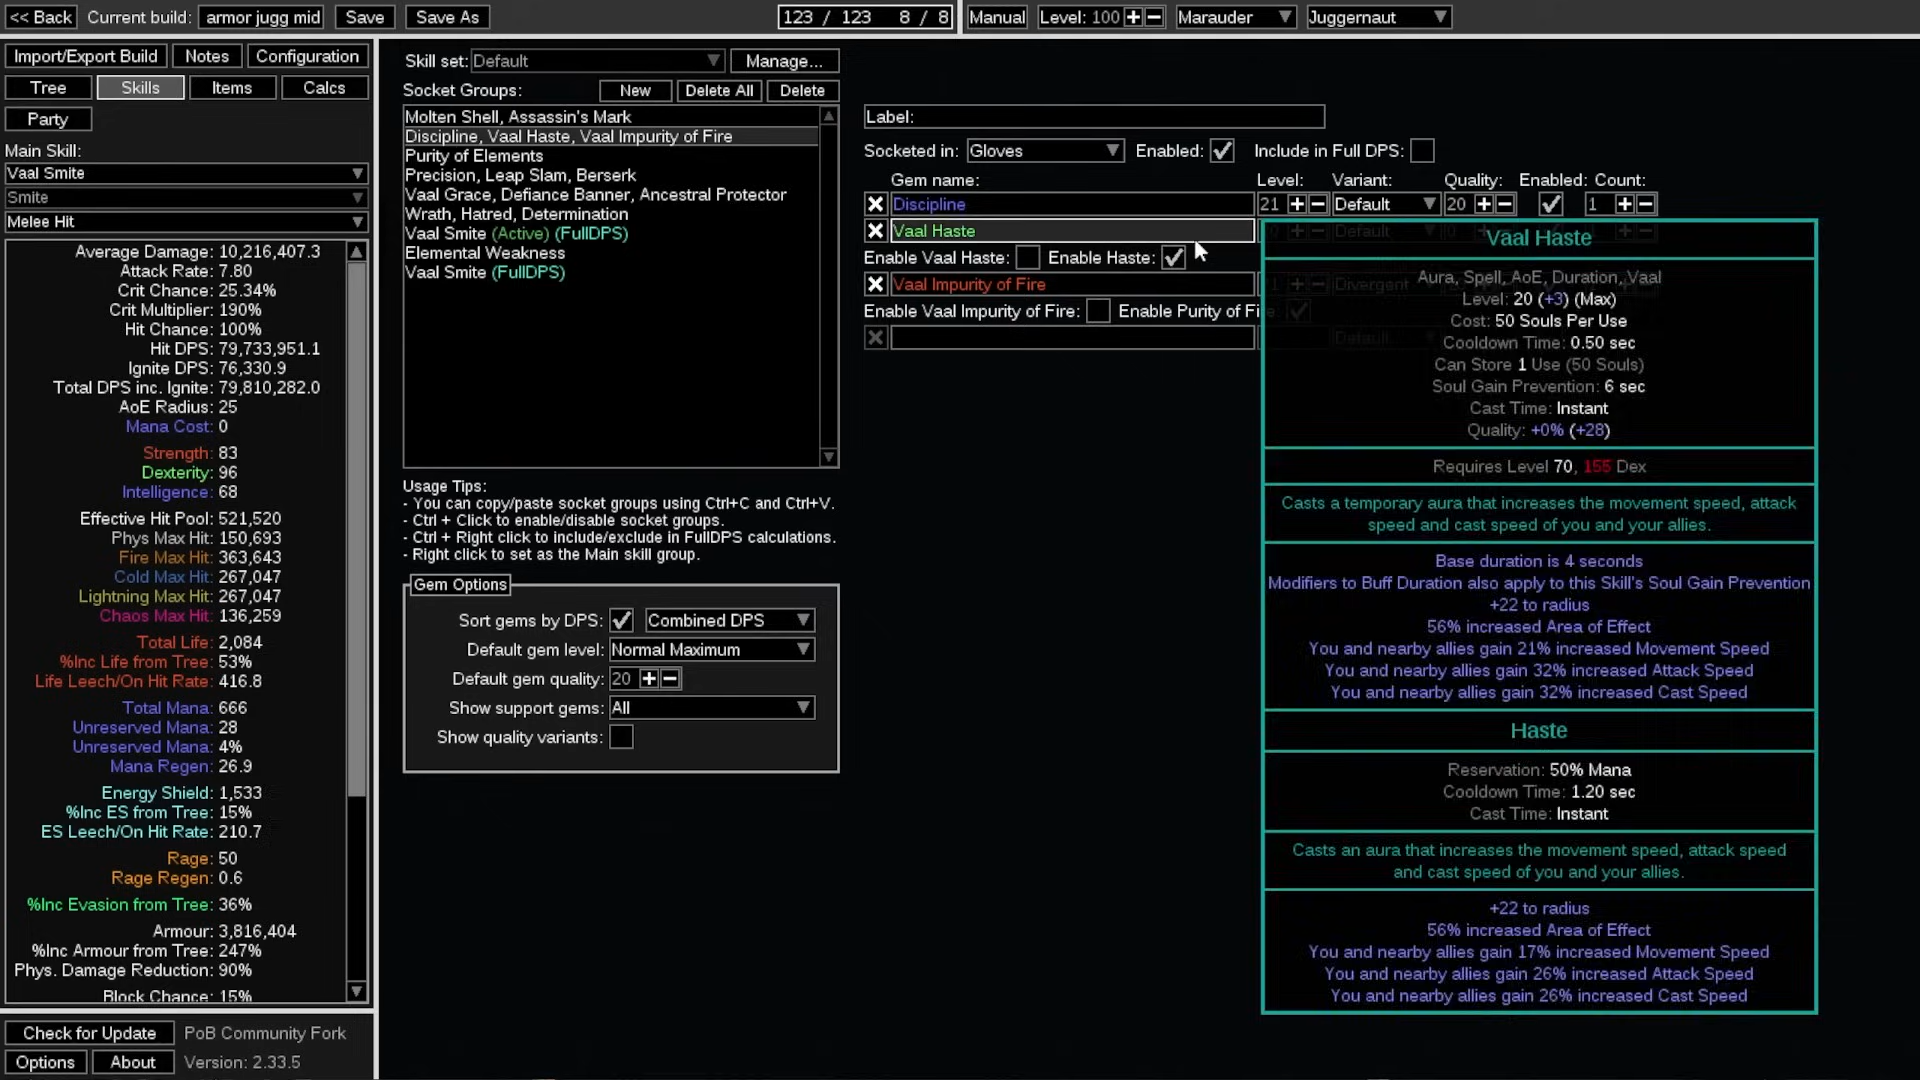 << Back Current build: armor jugg mid Save Save As 123 / 123 8 / 8 Manual Level: 100 Marauder Juggernaut
Import/Export Build Notes Configuration
Tree Skills Items Calcs
Party
Main Skill:
Vaal Smite
Smite
Melee Hit
Average Damage: 10,216,407.3
Attack Rate: 7.80
Crit Chance: 25.34%
Crit Multiplier: 190%
Hit Chance: 100%
Hit DPS: 79,733,951.1
Ignite DPS: 76,330.9
Total DPS inc. Ignite: 79,810,282.0
AoE Radius: 25
Mana Cost: 0
Strength: 83
Dexterity: 96
Intelligence: 68
Effective Hit Pool: 521,520
Phys Max Hit: 150,693
Fire Max Hit: 363,643
Cold Max Hit: 267,047
Lightning Max Hit: 267,047
Chaos Max Hit: 136,259
Total Life: 2,084
%Inc Life from Tree: 53%
Life Leech/On Hit Rate: 416.8
Total Mana: 666
Unreserved Mana: 28
Unreserved Mana: 4%
Mana Regen: 26.9
Energy Shield: 1,533
%Inc ES from Tree: 15%
ES Leech/On Hit Rate: 210.7
Rage: 50
Rage Regen: 0.6
%Inc Evasion from Tree: 36%
Armour: 3,816,404
%Inc Armour from Tree: 247%
Phys. Damage Reduction: 90%
Block Chance: 15%
Check for Update PoB Community Fork
Options About Version: 2.33.5
Skill set: Default Manage...
Socket Groups: New Delete All Delete
Molten Shell, Assassin's Mark
Discipline, Vaal Haste, Vaal Impurity of Fire
Purity of Elements
Precision, Leap Slam, Berserk
Vaal Grace, Defiance Banner, Ancestral Protector
Wrath, Hatred, Determination
Vaal Smite (Active) (FullDPS)
Elemental Weakness
Vaal Smite (FullDPS)
Usage Tips:
- You can copy/paste socket groups using Ctrl+C and Ctrl+V.
- Ctrl + Click to enable/disable socket groups.
- Ctrl + Right click to include/exclude in FullDPS calculations.
- Right click to set as the Main skill group.
Gem Options
Sort gems by DPS: Combined DPS
Default gem level: Normal Maximum
Default gem quality: 20
Show support gems: All
Show quality variants:
Label:
Socketed in: Gloves Enabled: Include in Full DPS:
Gem name: Level: Variant: Quality: Enabled: Count:
Discipline 21 Default 20 1
Vaal Haste Default
Enable Vaal Haste: Enable Haste:
Vaal Impurity of Fire Divergent
Enable Vaal Impurity of Fire: Enable Purity of Fi
Default
Vaal Haste
Aura, Spell, AoE, Duration, Vaal
Level: 20 (+3) (Max)
Cost: 50 Souls Per Use
Cooldown Time: 0.50 sec
Can Store 1 Use (50 Souls)
Soul Gain Prevention: 6 sec
Cast Time: Instant
Quality: +0% (+28)
Requires Level 70, 155 Dex
Casts a temporary aura that increases the movement speed, attack
speed and cast speed of you and your allies.
Base duration is 4 seconds
Modifiers to Buff Duration also apply to this Skill's Soul Gain Prevention
+22 to radius
56% increased Area of Effect
You and nearby allies gain 21% increased Movement Speed
You and nearby allies gain 32% increased Attack Speed
You and nearby allies gain 32% increased Cast Speed
Haste
Reservation: 50% Mana
Cooldown Time: 1.20 sec
Cast Time: Instant
Casts an aura that increases the movement speed, attack speed
and cast speed of you and your allies.
+22 to radius
56% increased Area of Effect
You and nearby allies gain 17% increased Movement Speed
You and nearby allies gain 26% increased Attack Speed
You and nearby allies gain 26% increased Cast Speed